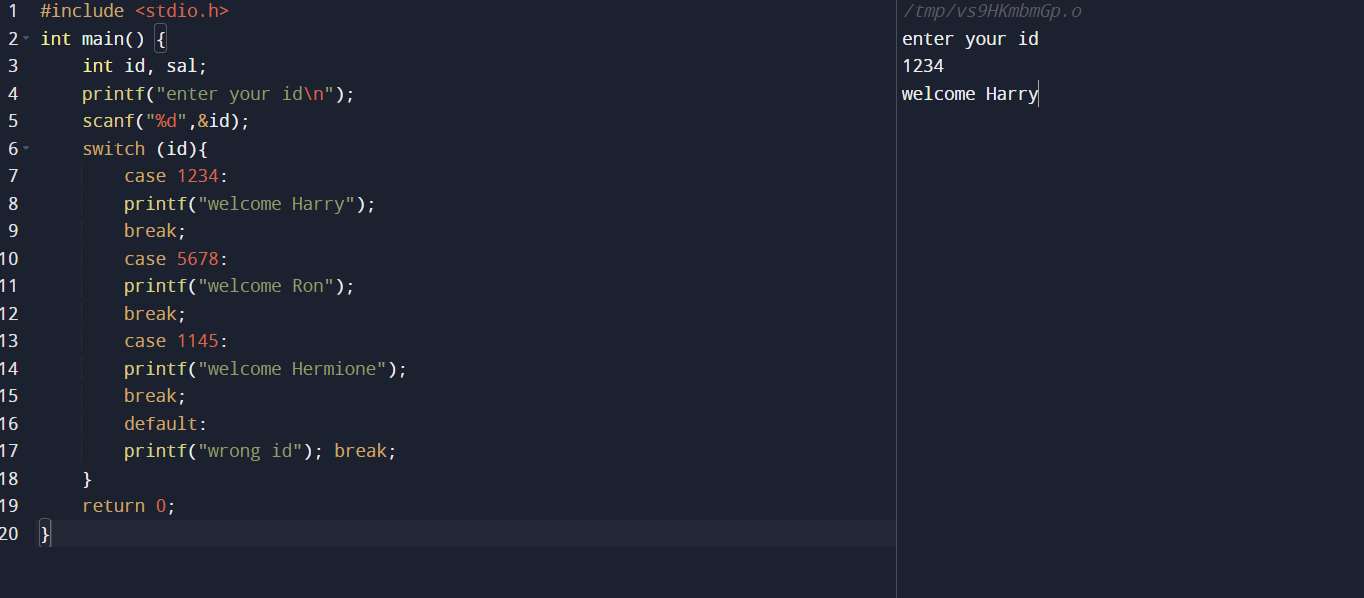 1 #include <stdio.h>
2 int main() {
3     int id, sal;
4     printf("enter your id\n");
5     scanf("%d",&id);
6     switch (id){
7         case 1234:
8         printf("welcome Harry");
9         break;
10         case 5678:
11         printf("welcome Ron");
12         break;
13         case 1145:
14         printf("welcome Hermione");
15         break;
16         default:
17         printf("wrong id"); break;
18     }
19     return 0;
20 }
/tmp/vs9HKmbmGp.o
enter your id
1234
welcome Harry